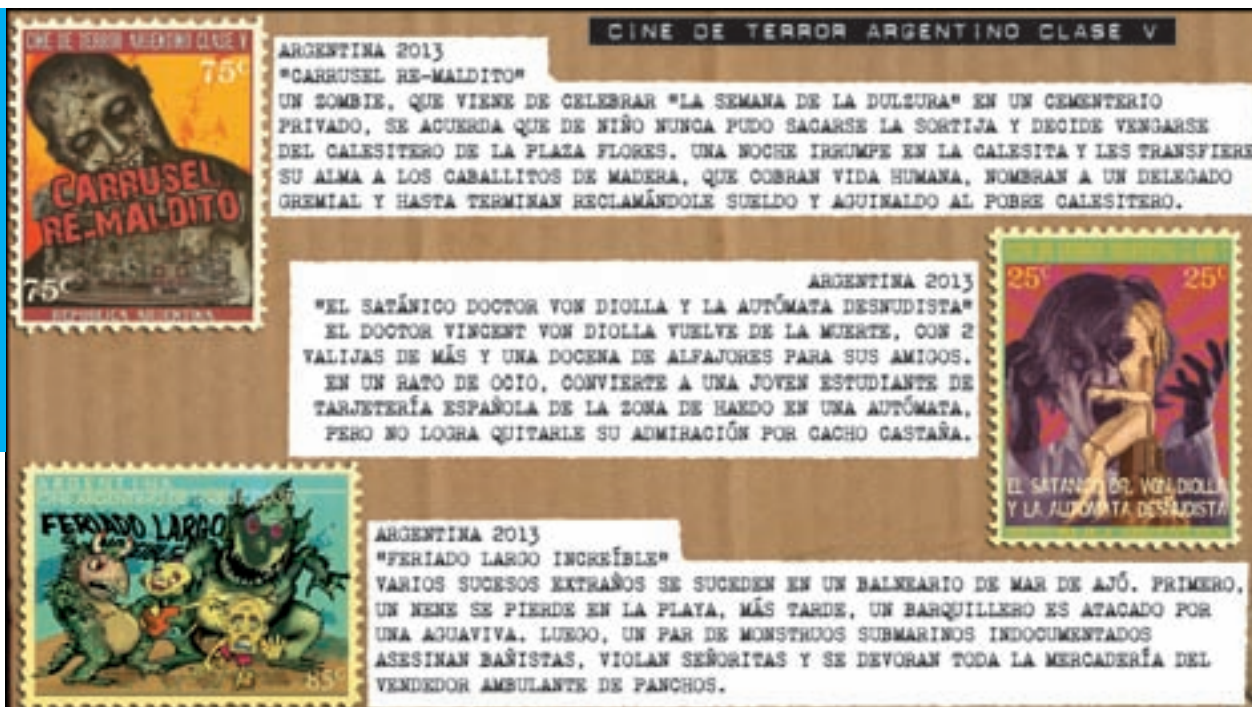 CINE DE TERROR ARGENTINO CLASE V
CINE DE TERROR ARGENTINO CLASE V
75c
CARRUSEL
RE-MALDITO
75c
REPUBLICA ARGENTINA
ARGENTINA 2013
"CARRUSEL RE-MALDITO"
UN ZOMBIE, QUE VIENE DE CELEBRAR "LA SEMANA DE LA DULZURA" EN UN CEMENTERIO
PRIVADO, SE ACUERDA QUE DE NIÑO NUNCA PUDO SACARSE LA SORTIJA Y DECIDE VENGARSE
DEL CALESITERO DE LA PLAZA FLORES. UNA NOCHE IRRUMPE EN LA CALESITA Y LES TRANSFIERE
SU ALMA A LOS CABALLITOS DE MADERA, QUE COBRAN VIDA HUMANA, NOMBRAN A UN DELEGADO
GREMIAL Y HASTA TERMINAN RECLAMÁNDOLE SUELDO Y AGUINALDO AL POBRE CALESITERO.
ARGENTINA 2013
"EL SATÁNICO DOCTOR VON DIOLLA Y LA AUTÓMATA DESNUDISTA"
EL DOCTOR VINCENT VON DIOLLA VUELVE DE LA MUERTE, CON 2
VALIJAS DE MÁS Y UNA DOCENA DE ALFAJORES PARA SUS AMIGOS.
EN UN RATO DE OCIO, CONVIERTE A UNA JOVEN ESTUDIANTE DE
TARJETERÍA ESPAÑOLA DE LA ZONA DE HAEDO EN UNA AUTÓMATA,
PERO NO LOGRA QUITARLE SU ADMIRACIÓN POR CACHO CASTAÑA.
25c 25c
EL SATANICO DR. VON DIOLLA
Y LA AUTOMATA DESNUDISTA
ARGENTINA
FERIADO LARGO
85c
ARGENTINA 2013
"FERIADO LARGO INCREÍBLE"
VARIOS SUCESOS EXTRAÑOS SE SUCEDEN EN UN BALNEARIO DE MAR DE AJÓ. PRIMERO,
UN NENE SE PIERDE EN LA PLAYA, MÁS TARDE, UN BARQUILLERO ES ATACADO POR
UNA AGUAVIVA. LUEGO, UN PAR DE MONSTRUOS SUBMARINOS INDOCUMENTADOS
ASESINAN BAÑISTAS, VIOLAN SEÑORITAS Y SE DEVORAN TODA LA MERCADERÍA DEL
VENDEDOR AMBULANTE DE PANCHOS.